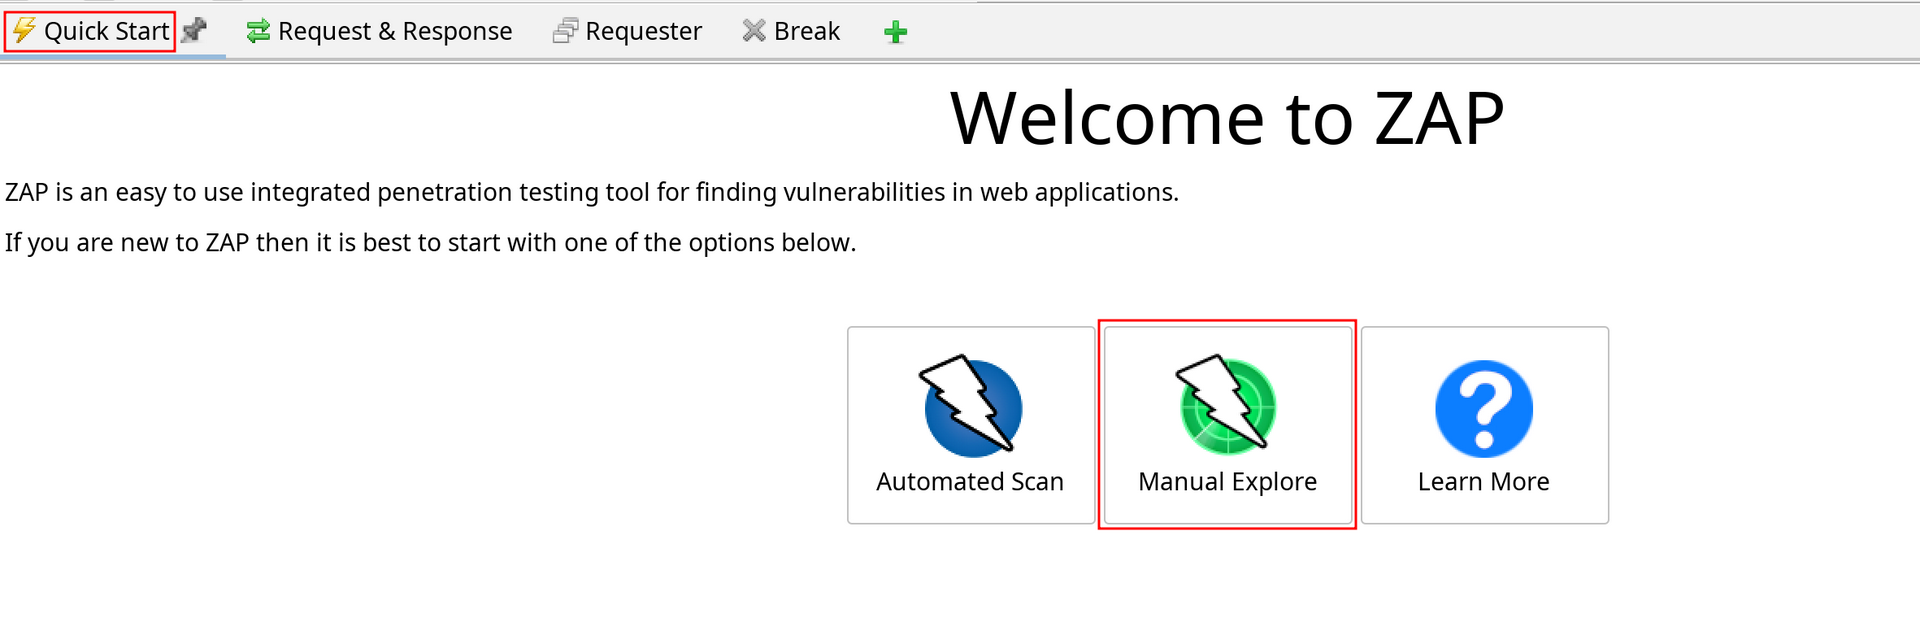 Quick Start Request & Response Requester Break
Welcome to ZAP
ZAP is an easy to use integrated penetration testing tool for finding vulnerabilities in web applications.
If you are new to ZAP then it is best to start with one of the options below.
Automated Scan Manual Explore Learn More